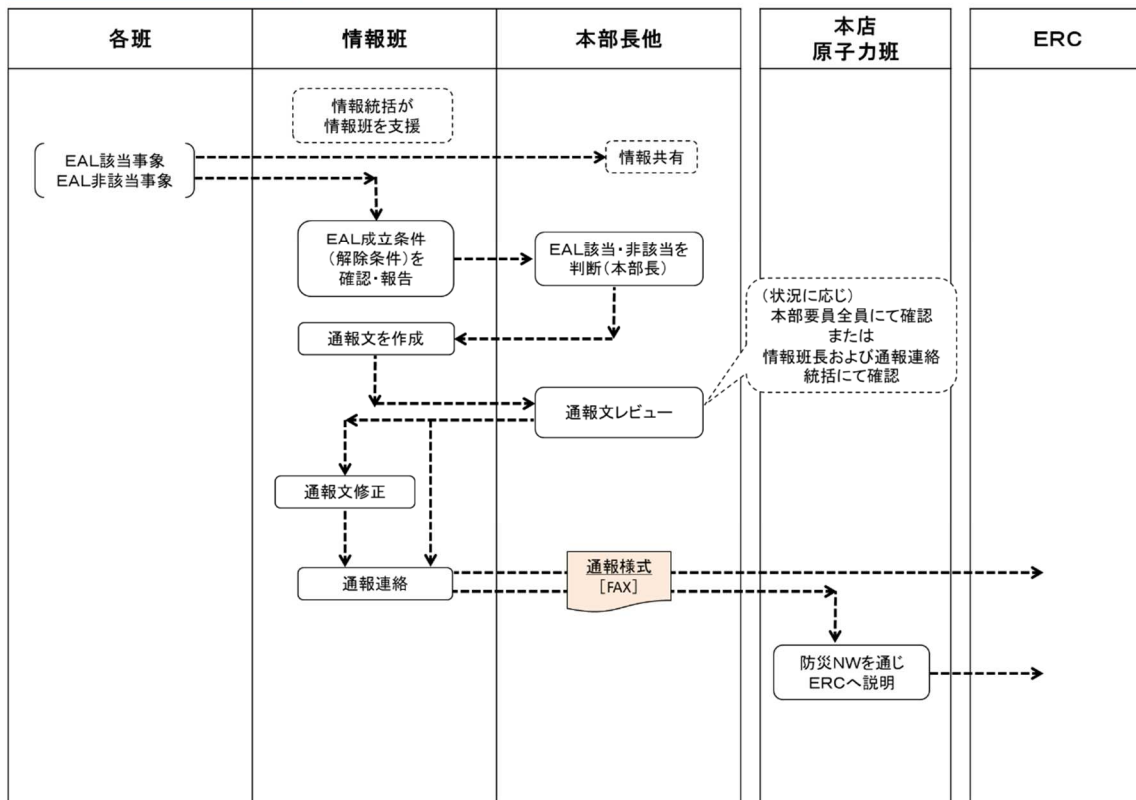 各班
情報班
本部長他
本店
原子力班
ERC
情報統括が
情報班を支援
EAL該当事象
EAL非該当事象
情報共有
EAL成立条件
(解除条件)を
確認・報告
EAL該当・非該当を
判断(本部長)
(状況に応じ)
本部要員全員にて確認
または
情報班長および通報連絡
統括にて確認
通報文を作成
通報文レビュー
通報文修正
通報連絡
通報様式
[FAX]
防災NWを通じ
ERCへ説明